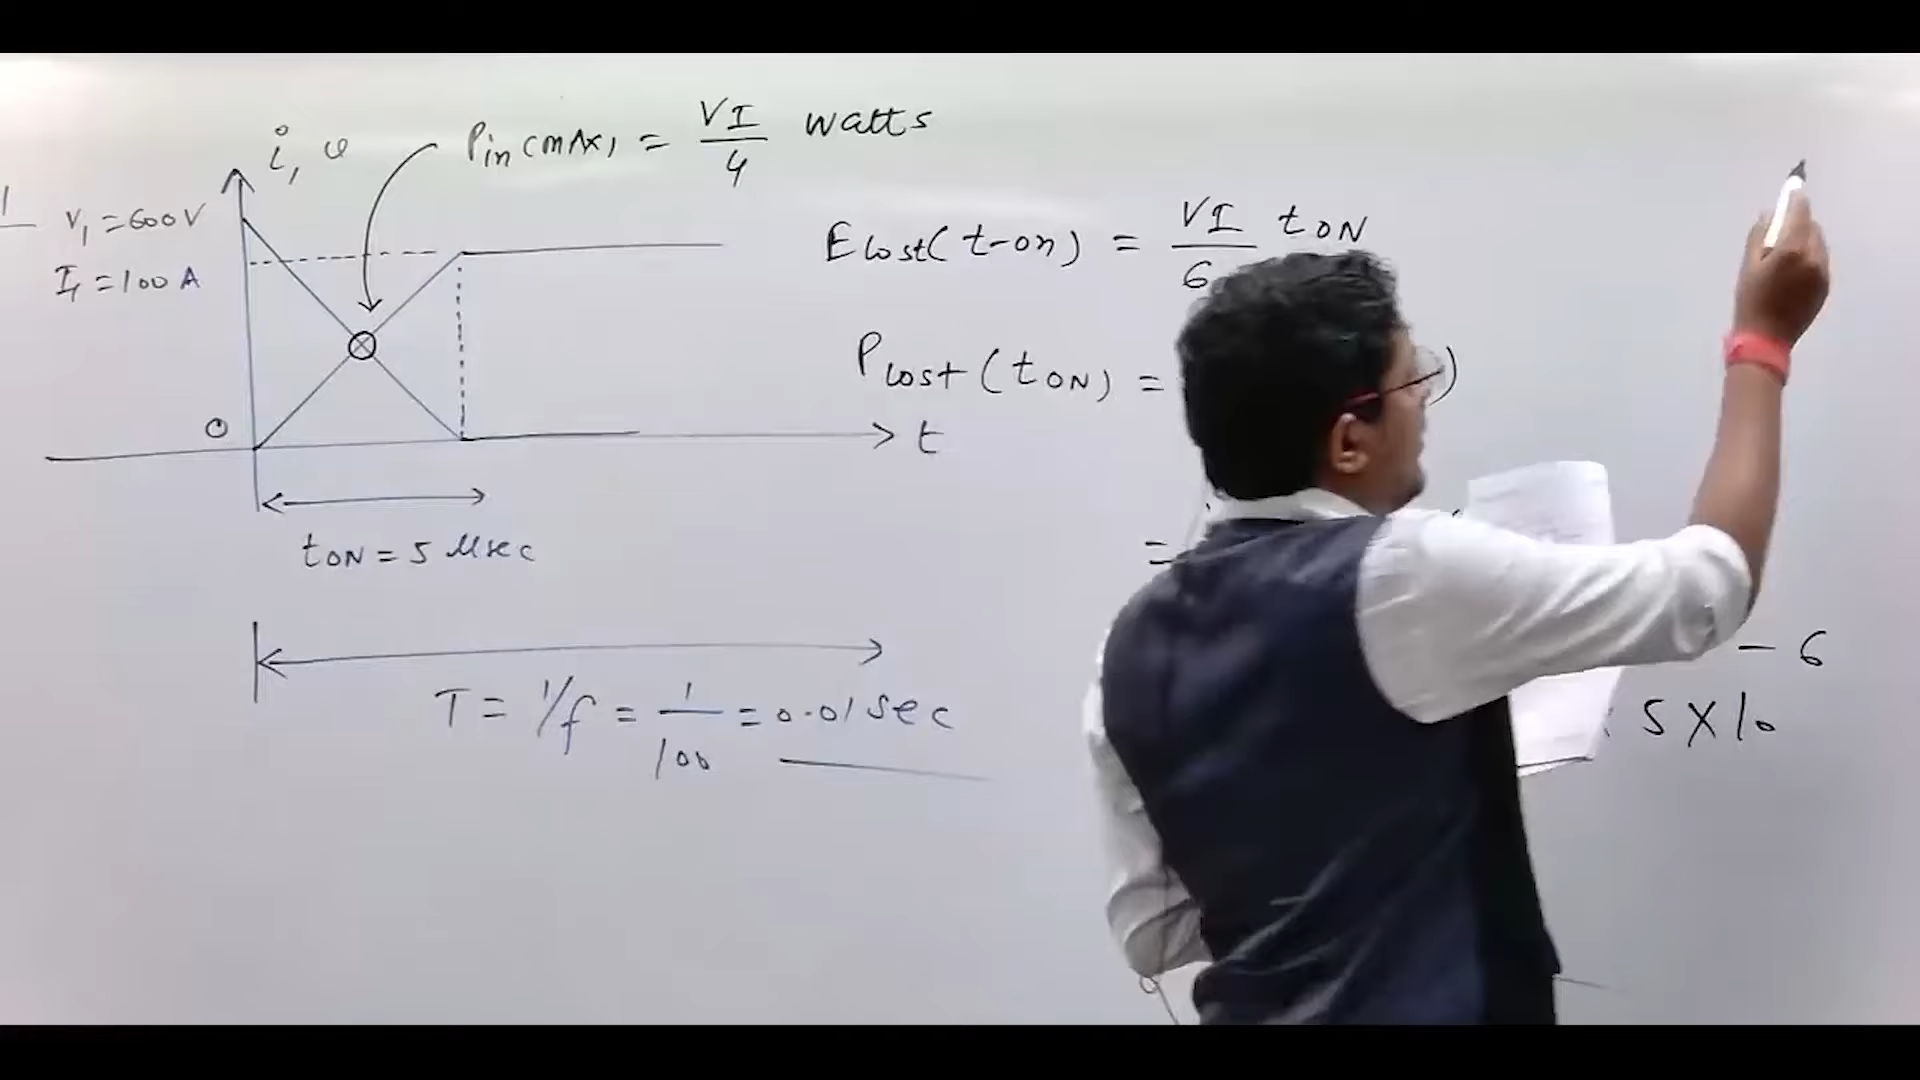 i, v
Pin(max) = VI/4 watts
1
V1 = 600V
I1 = 100 A
Elost(t-on) = VI/6 tON
Plost(tON) = )
O
t
=
tON = 5 μsec
T = 1/f = 1/100 = 0.01 sec
5 X 10 -6